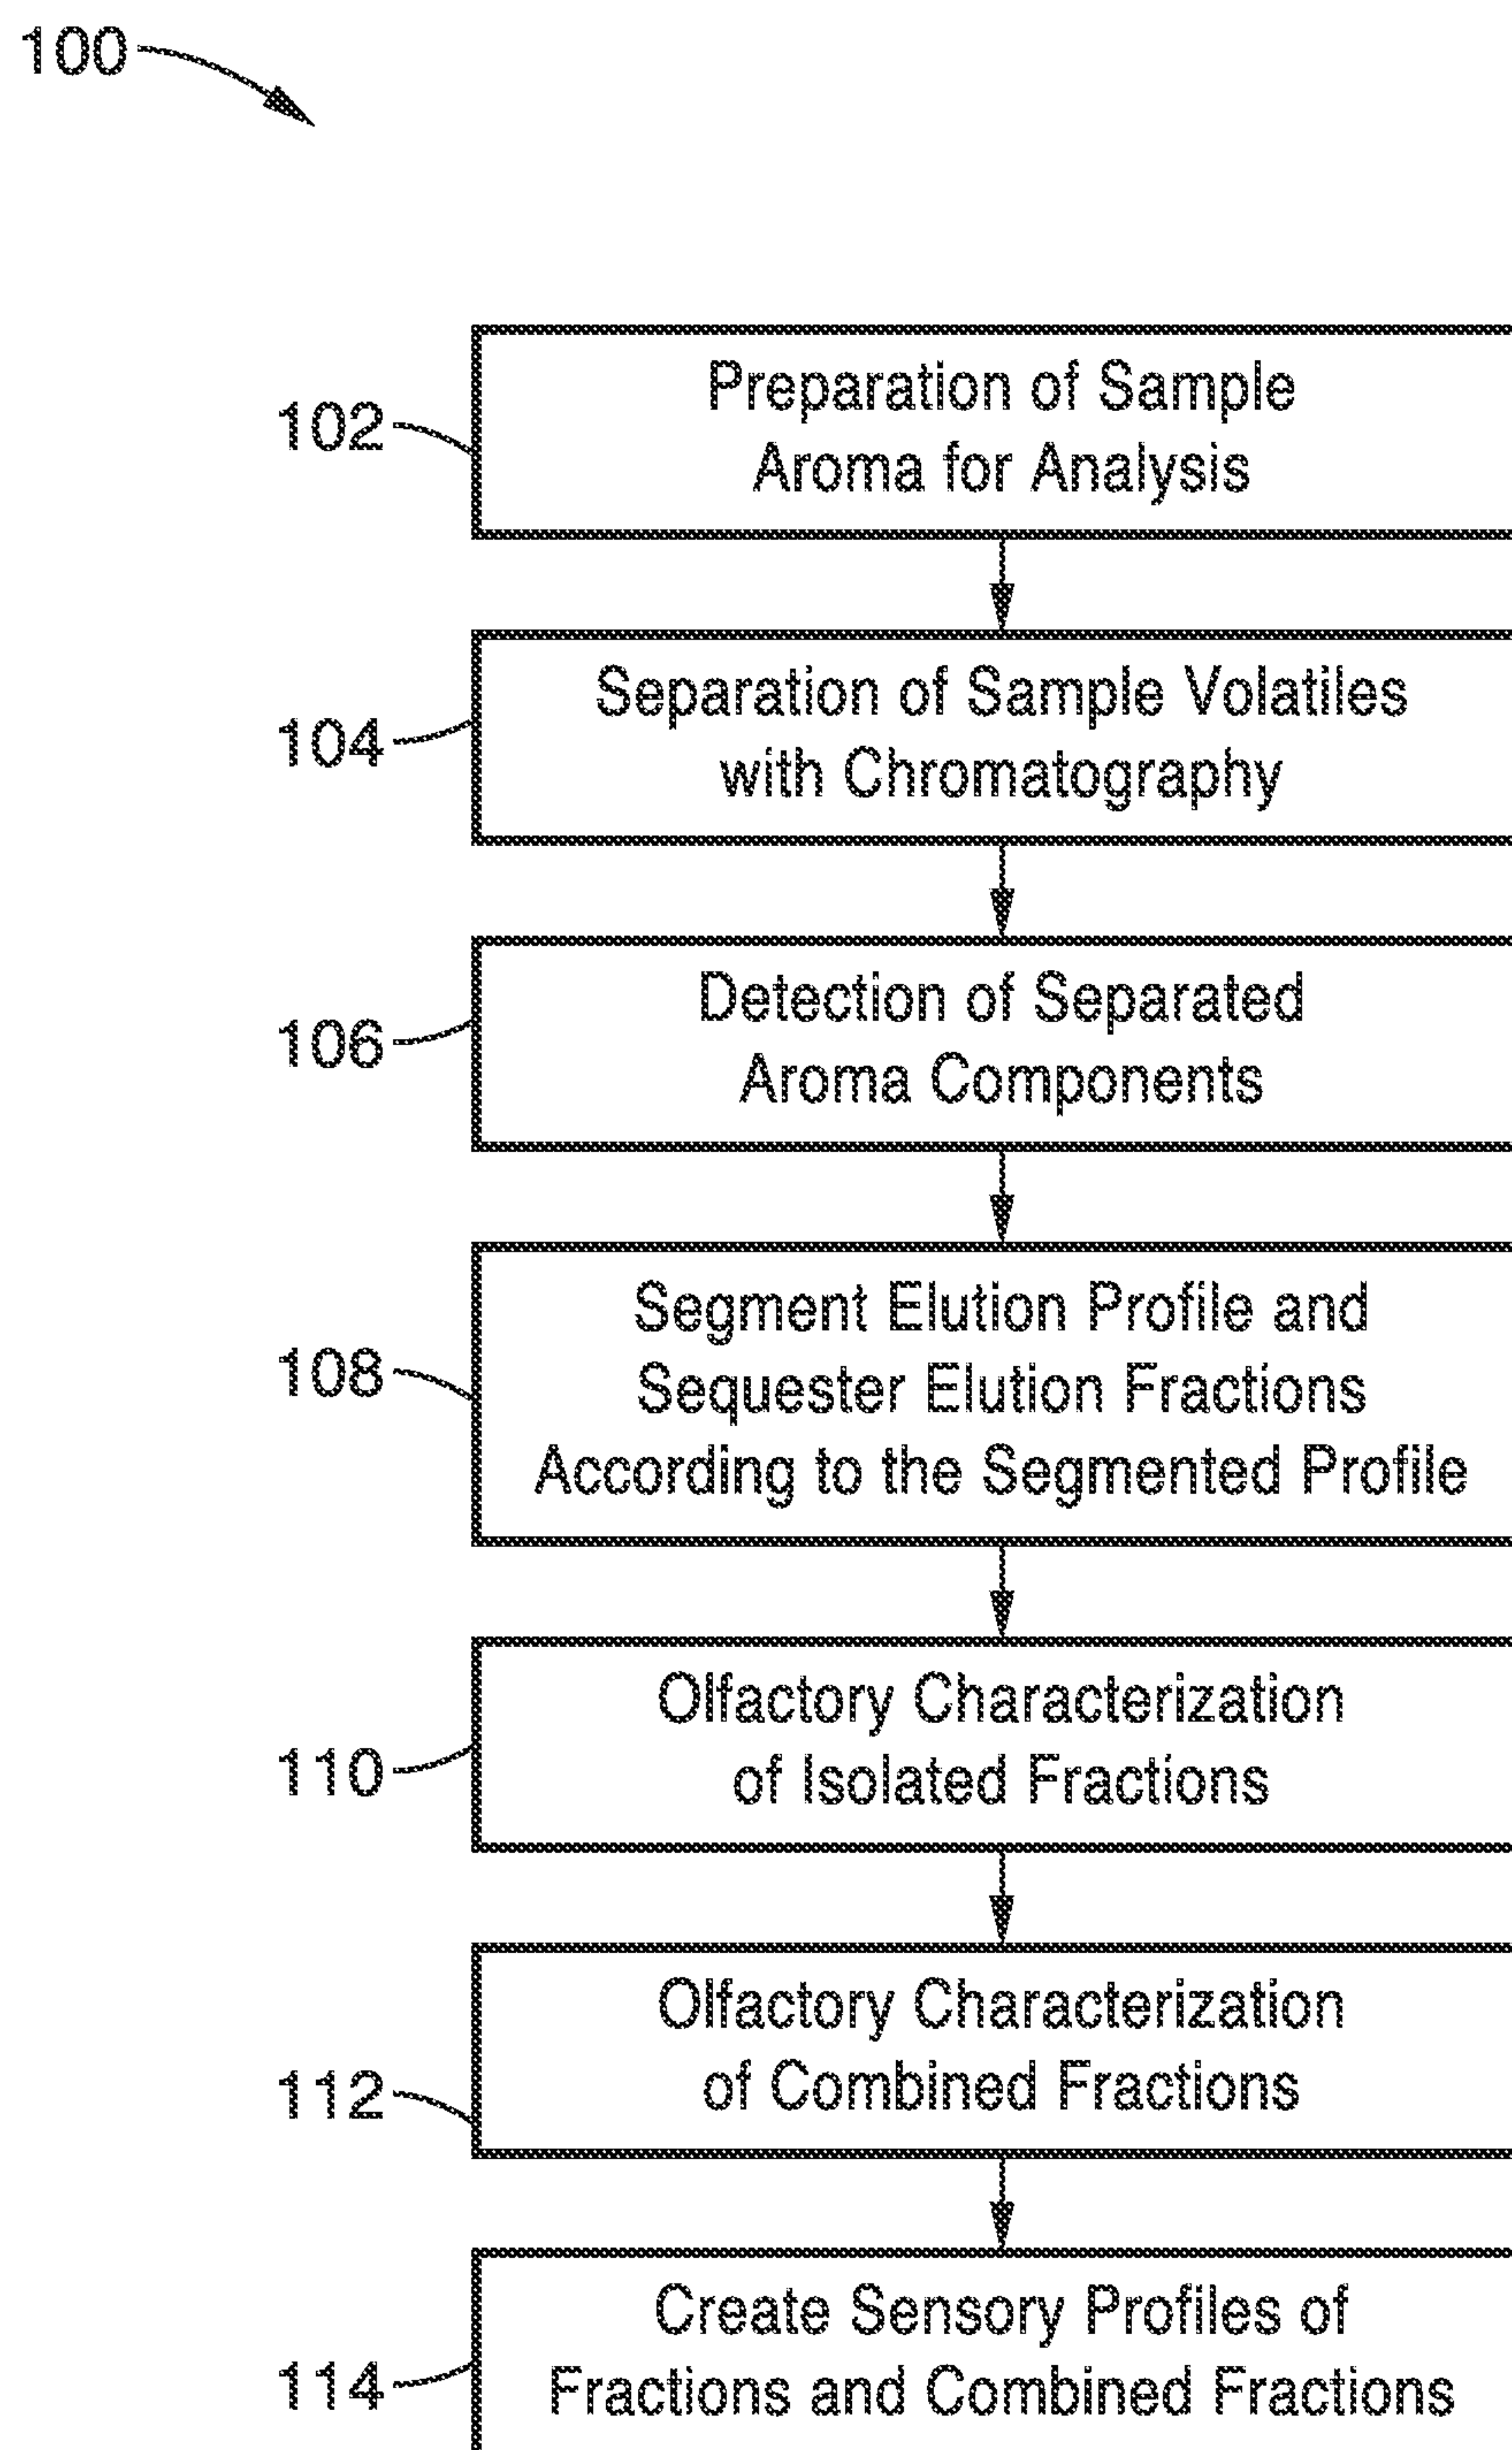 100
102
Preparation of Sample
Aroma for Analysis
104
Separation of Sample Volatiles
with Chromatography
106
Detection of Separated
Aroma Components
108
Segment Elution Profile and
Sequester Elution Fractions
According to the Segmented Profile
110
Olfactory Characterization
of Isolated Fractions
112
Olfactory Characterization
of Combined Fractions
114
Create Sensory Profiles of
Fractions and Combined Fractions